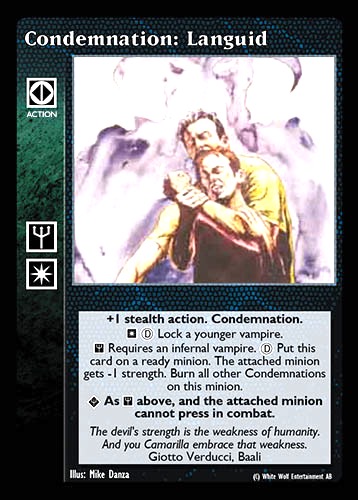 Condemnation: Languid
ACTION
+1 stealth action. Condemnation.
Ⓓ Lock a younger vampire.
Requires an infernal vampire. Ⓓ Put this
card on a ready minion. The attached minion
gets -1 strength. Burn all other Condemnations
on this minion.
As above, and the attached minion
cannot press in combat.
The devil's strength is the weakness of humanity.
And you Camarilla embrace that weakness.
Giotto Verducci, Baali
Illus: Mike Danza
(C) White Wolf Entertainment AB